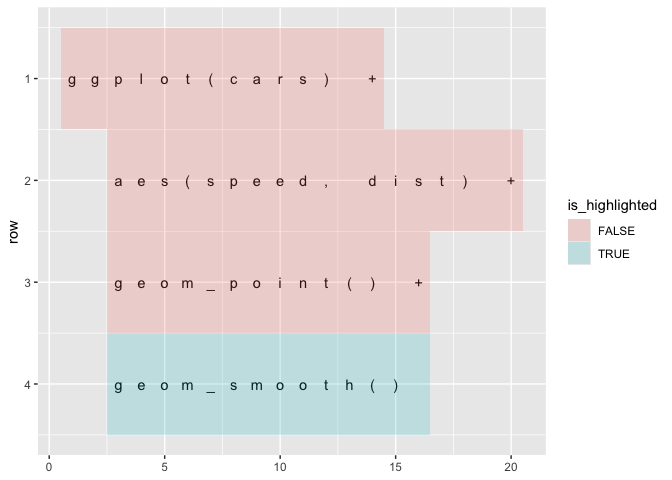 1 ggplot(cars) +
2 aes(speed, dist) +
row
3 geom_point() +
4 geom_smooth()
0 5 10 15 20
is_highlighted
FALSE
TRUE